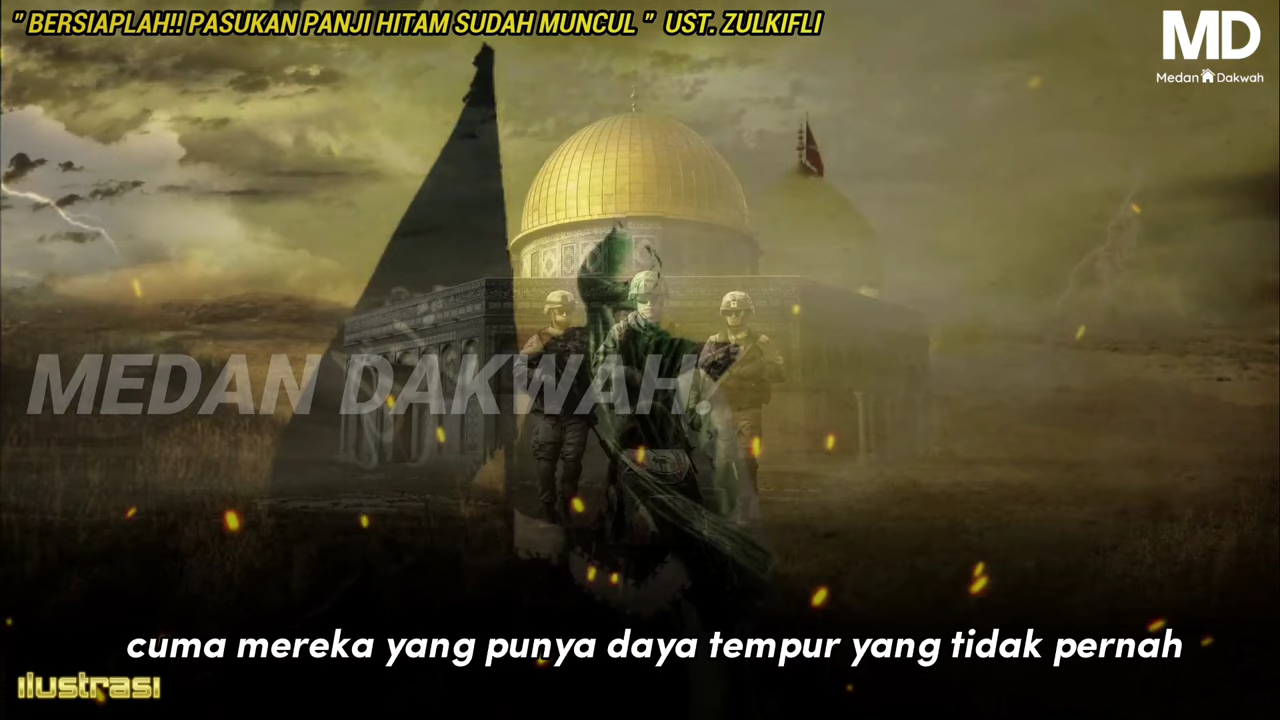 " BERSIAPLAH!! PASUKAN PANJI HITAM SUDAH MUNCUL " UST. ZULKIFLI
MD
Medan Dakwah
MEDAN DAKWAH.
cuma mereka yang punya daya tempur yang tidak pernah
ilustrasi